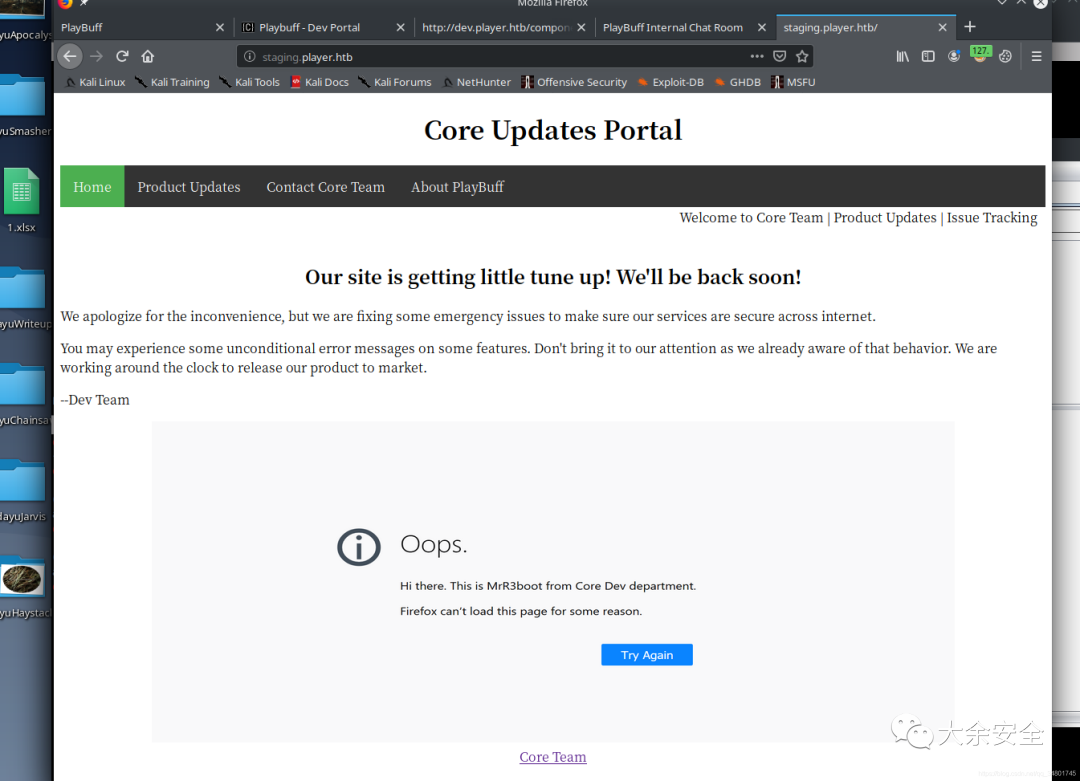 Mozilla Firefox
PlayBuff
Playbuff - Dev Portal
http://dev.player.htb/compon
PlayBuff Internal Chat Room
staging.player.htb/
staging.player.htb
127.
Kali Linux
Kali Training
Kali Tools
Kali Docs
Kali Forums
NetHunter
Offensive Security
Exploit-DB
GHDB
MSFU
yuApocalys
yuSmasher
1.xlsx
ayuWriteup
yuChainsa
dayuJarvis
yuHaystac
Core Updates Portal
Home
Product Updates
Contact Core Team
About PlayBuff
Welcome to Core Team | Product Updates | Issue Tracking
Our site is getting little tune up! We'll be back soon!
We apologize for the inconvenience, but we are fixing some emergency issues to make sure our services are secure across internet.
You may experience some unconditional error messages on some features. Don't bring it to our attention as we already aware of that behavior. We are
working around the clock to release our product to market.
--Dev Team
Oops.
Hi there. This is MrR3boot from Core Dev department.
Firefox can't load this page for some reason.
Try Again
Core Team
大余安全